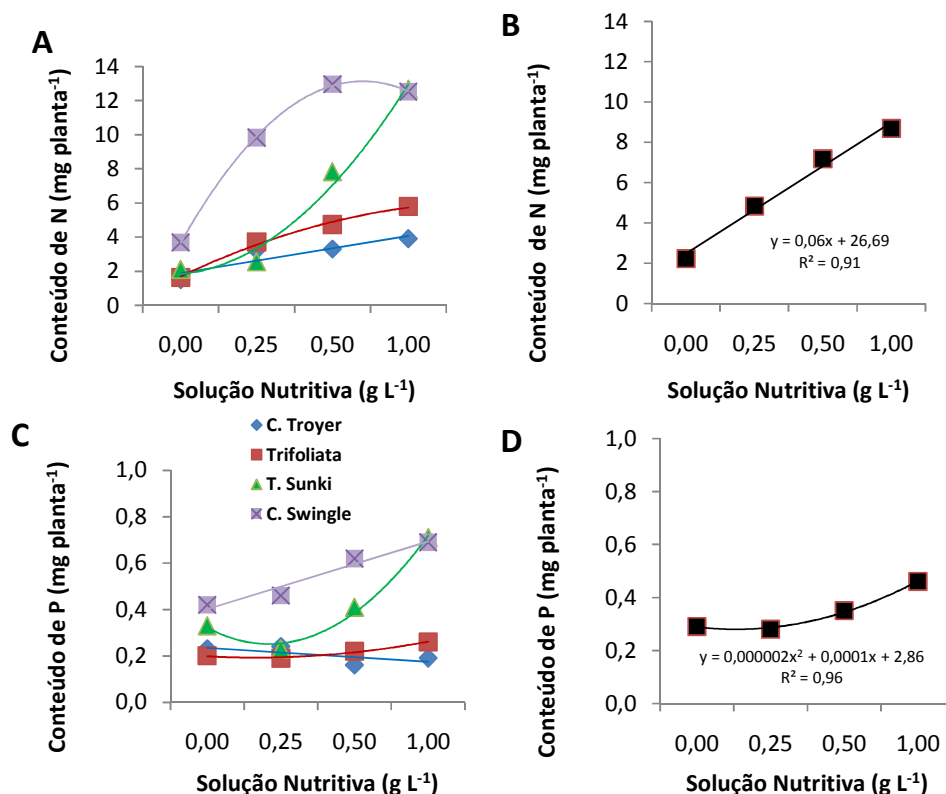 A
Conteúdo de N (mg planta⁻¹)
14
12
10
8
6
4
2
0
0,00 0,25 0,50 1,00
Solução Nutritiva (g L⁻¹)
B
Conteúdo de N (mg planta⁻¹)
14
12
10
8
6
4
2
0
y = 0,06x + 26,69
R² = 0,91
0,00 0,25 0,50 1,00
Solução Nutritiva (g L⁻¹)
C
C. Troyer
Trifoliata
T. Sunki
C. Swingle
Conteúdo de P (mg planta⁻¹)
1,0
0,8
0,6
0,4
0,2
0,0
0,00 0,25 0,50 1,00
Solução Nutritiva (g L⁻¹)
D
Conteúdo de P (mg planta⁻¹)
1,0
0,8
0,6
0,4
0,2
0,0
y = 0,000002x² + 0,0001x + 2,86
R² = 0,96
0,00 0,25 0,50 1,00
Solução Nutritiva (g L⁻¹)